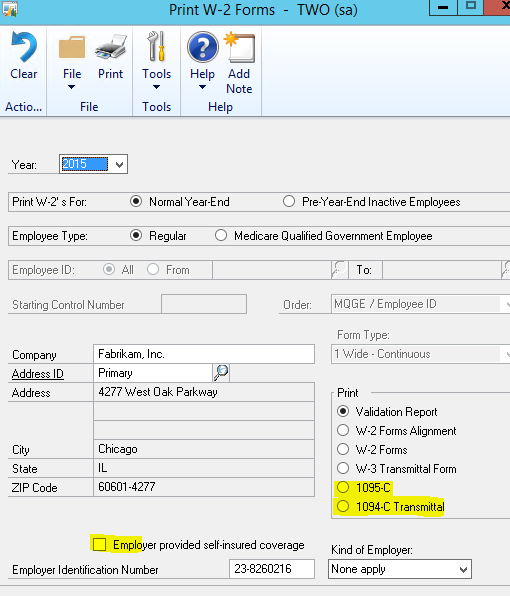 Print W-2 Forms - TWO (sa)
Clear
File
Print
Tools
Help
Add
Note
Actio...
File
Tools
Help
Year:
2015
Print W-2' s For:
Normal Year-End
Pre-Year-End Inactive Employees
Employee Type:
Regular
Medicare Qualified Government Employee
Employee ID:
All
From
To:
Starting Control Number
Order:
MQGE / Employee ID
Form Type:
1 Wide - Continuous
Company
Fabrikam, Inc.
Address ID
Primary
Address
4277 West Oak Parkway
City
Chicago
State
IL
ZIP Code
60601-4277
Print
Validation Report
W-2 Forms Alignment
W-2 Forms
W-3 Transmittal Form
1095-C
1094-C Transmittal
Employer provided self-insured coverage
Kind of Employer:
Employer Identification Number
23-8260216
None apply